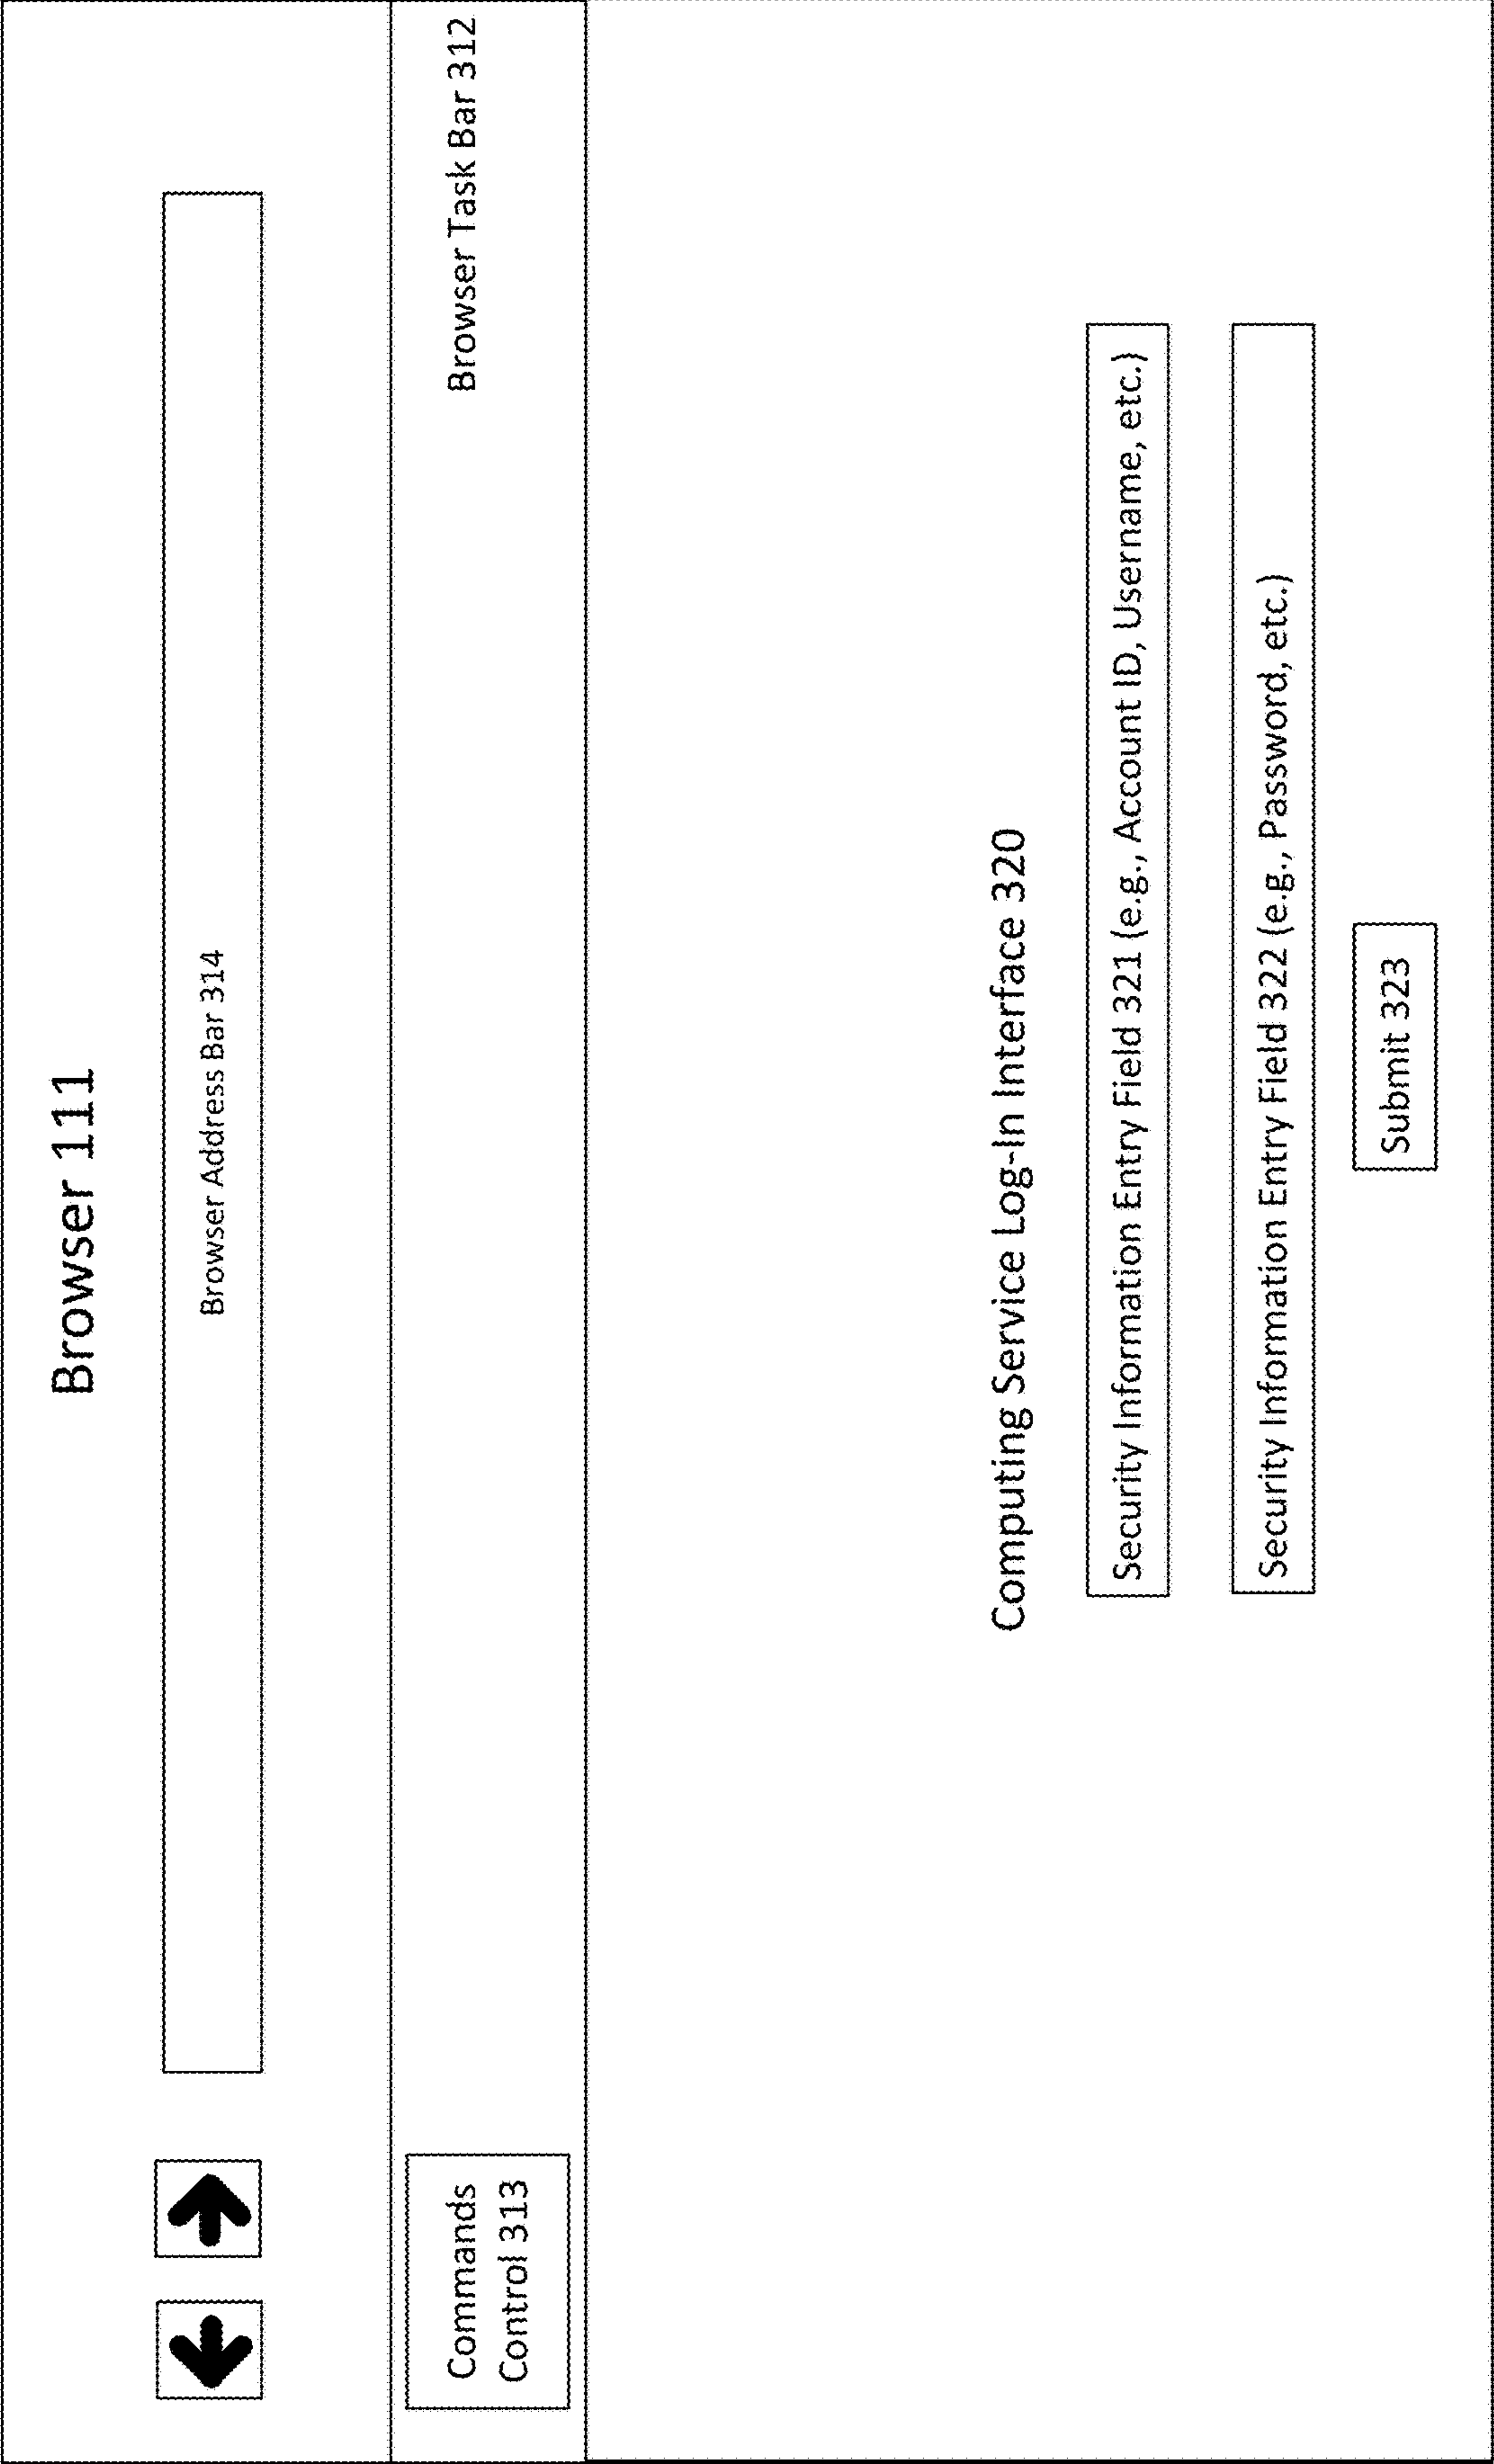 Browser 111
Browser Address Bar 314
Browser Task Bar 312
Commands
Control 313
Computing Service Log-In Interface 320
Security Information Entry Field 321 (e.g., Account ID, Username, etc.)
Security Information Entry Field 322 (e.g., Password, etc.)
Submit 323